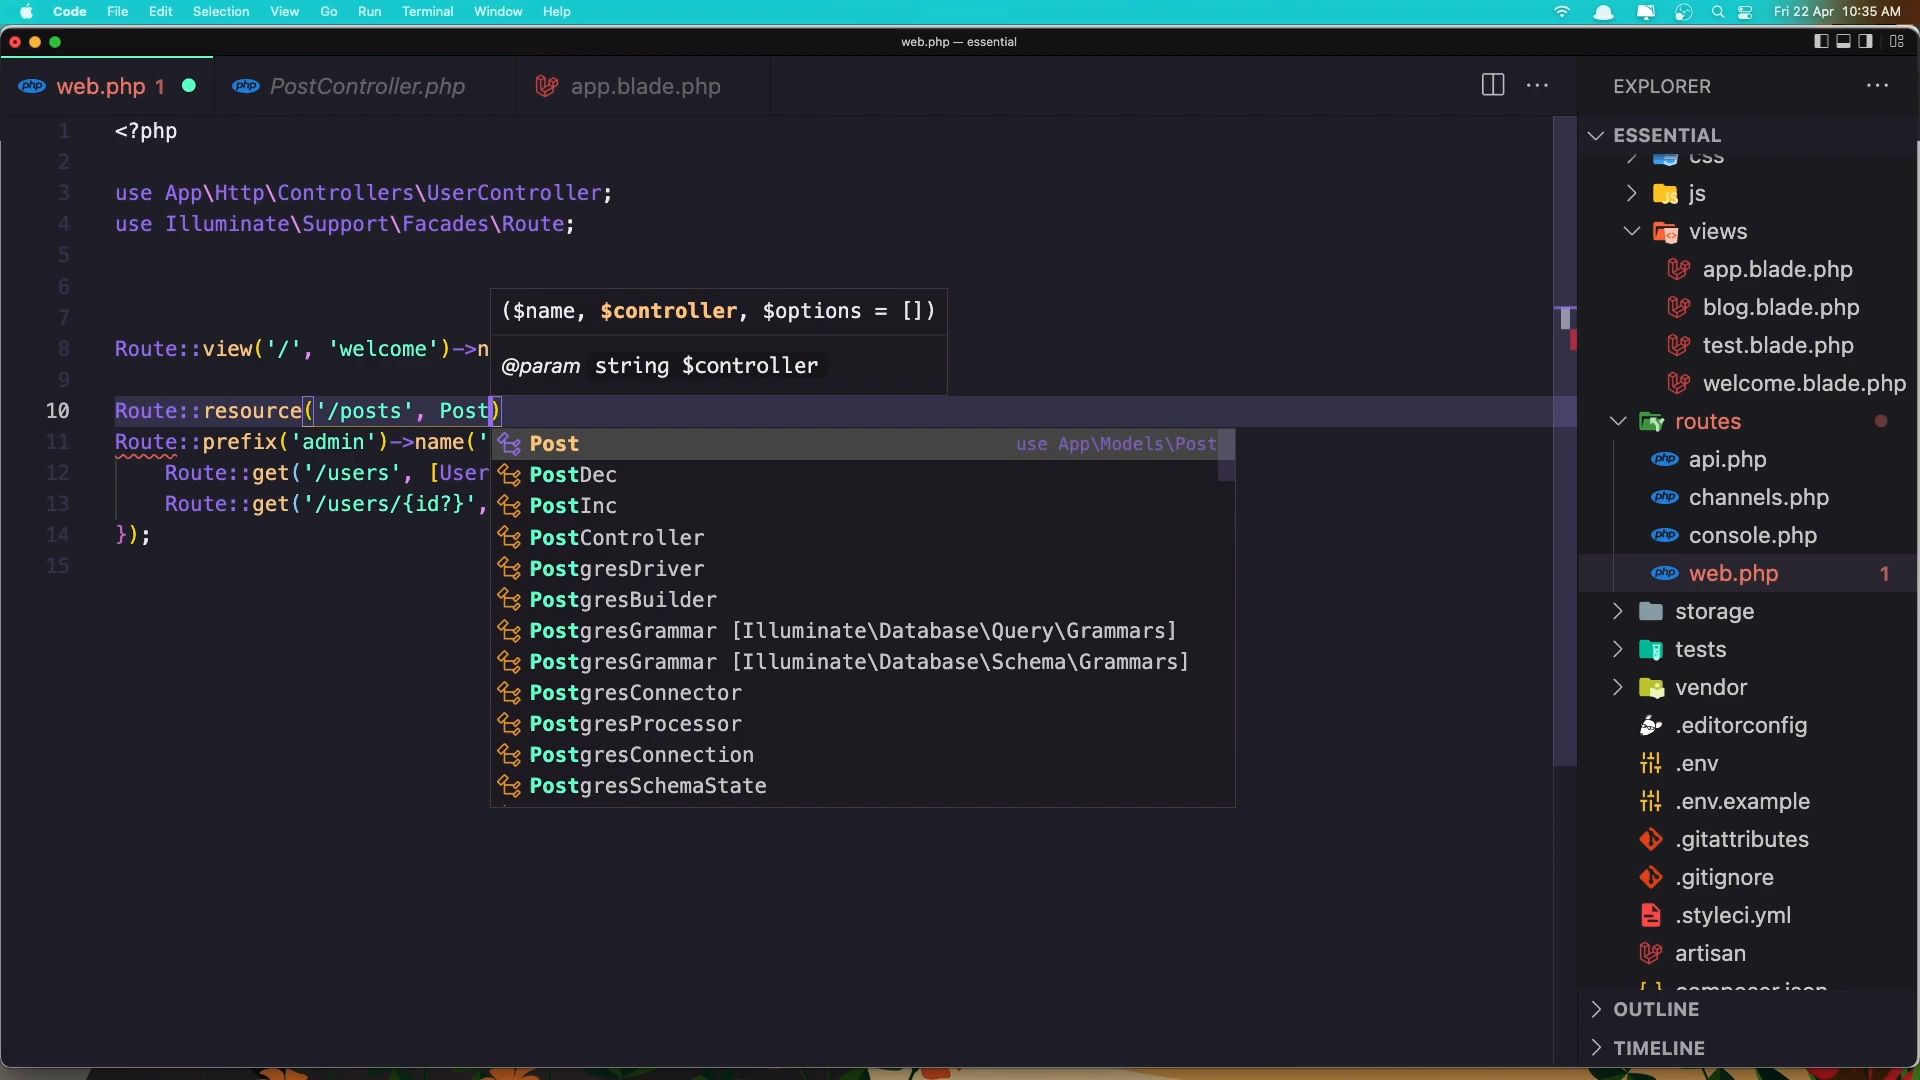 Code File Edit Selection View Go Run Terminal Window Help Fri 22 Apr 10:35 AM
web.php — essential
web.php 1 PostController.php app.blade.php
1 <?php
2
3 use App\Http\Controllers\UserController;
4 use Illuminate\Support\Facades\Route;
5
6
7
8 Route::view('/', 'welcome')->n
9
10 Route::resource('/posts', Post)
11 Route::prefix('admin')->name('
12 Route::get('/users', [User
13 Route::get('/users/{id?}',
14 });
15
($name, $controller, $options = [])
@param string $controller
Post use App\Models\Post
PostDec
PostInc
PostController
PostgresDriver
PostgresBuilder
PostgresGrammar [Illuminate\Database\Query\Grammars]
PostgresGrammar [Illuminate\Database\Schema\Grammars]
PostgresConnector
PostgresProcessor
PostgresConnection
PostgresSchemaState
EXPLORER
ESSENTIAL
css
js
views
app.blade.php
blog.blade.php
test.blade.php
welcome.blade.php
routes
api.php
channels.php
console.php
web.php 1
storage
tests
vendor
.editorconfig
.env
.env.example
.gitattributes
.gitignore
.styleci.yml
artisan
composer.json
OUTLINE
TIMELINE